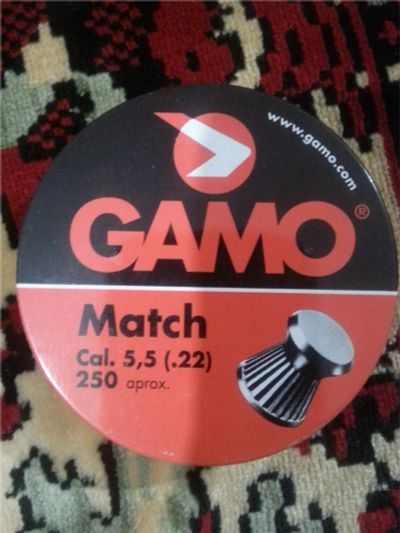 www.gamo.com
GAMO®
Match
Cal. 5,5 (.22)
250 aprox.